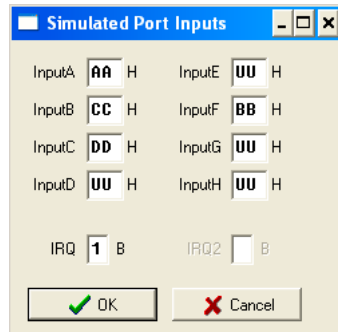 Simulated Port Inputs
InputA AA H InputE UU H
InputB CC H InputF BB H
InputC DD H InputG UU H
InputD UU H InputH UU H
IRQ 1 B IRQ2 B
OK Cancel